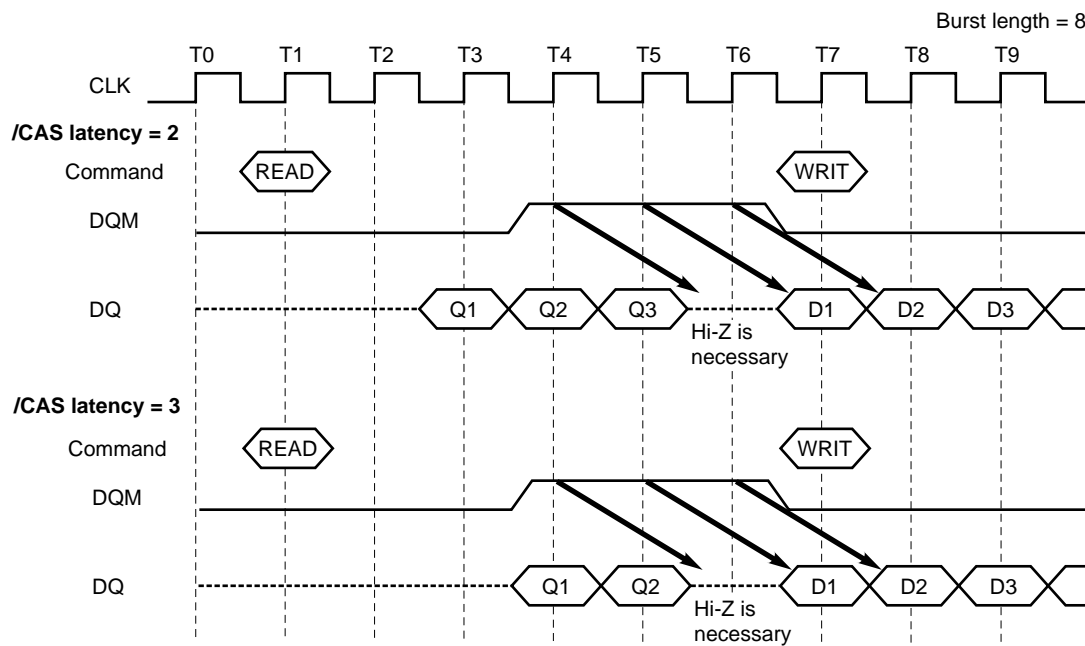 Burst length = 8
T0 T1 T2 T3 T4 T5 T6 T7 T8 T9
CLK
/CAS latency = 2
Command READ WRIT
DQM
DQ Q1 Q2 Q3 D1 D2 D3
Hi-Z is
necessary
/CAS latency = 3
Command READ WRIT
DQM
DQ Q1 Q2 D1 D2 D3
Hi-Z is
necessary